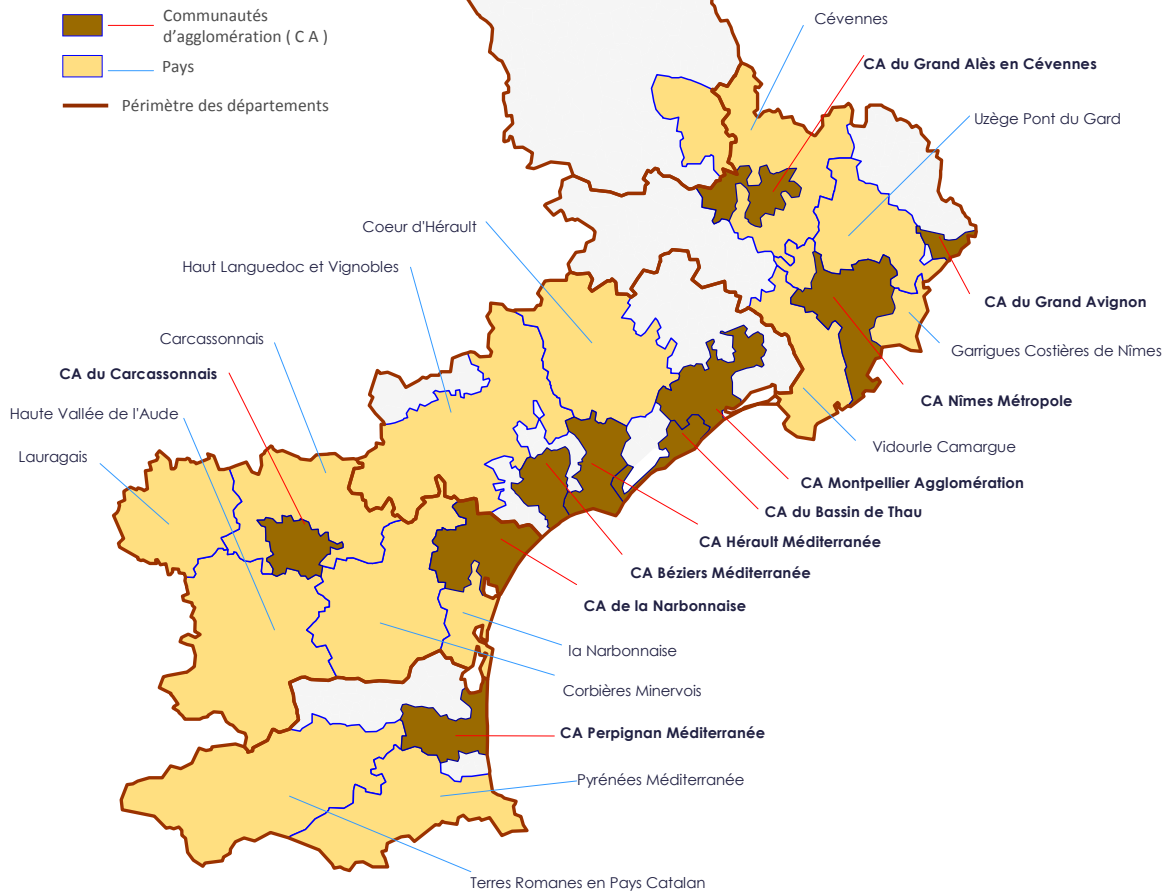 Communautés
d'agglomération ( C A )
Pays
Périmètre des départements
Cévennes
CA du Grand Alès en Cévennes
Uzège Pont du Gard
Coeur d'Hérault
Haut Languedoc et Vignobles
CA du Grand Avignon
Carcassonnais
Garrigues Costières de Nîmes
CA du Carcassonnais
CA Nîmes Métropole
Haute Vallée de l'Aude
Vidourle Camargue
Lauragais
CA Montpellier Agglomération
CA du Bassin de Thau
CA Hérault Méditerranée
CA Béziers Méditerranée
CA de la Narbonnaise
la Narbonnaise
Corbières Minervois
CA Perpignan Méditerranée
Pyrénées Méditerranée
Terres Romanes en Pays Catalan